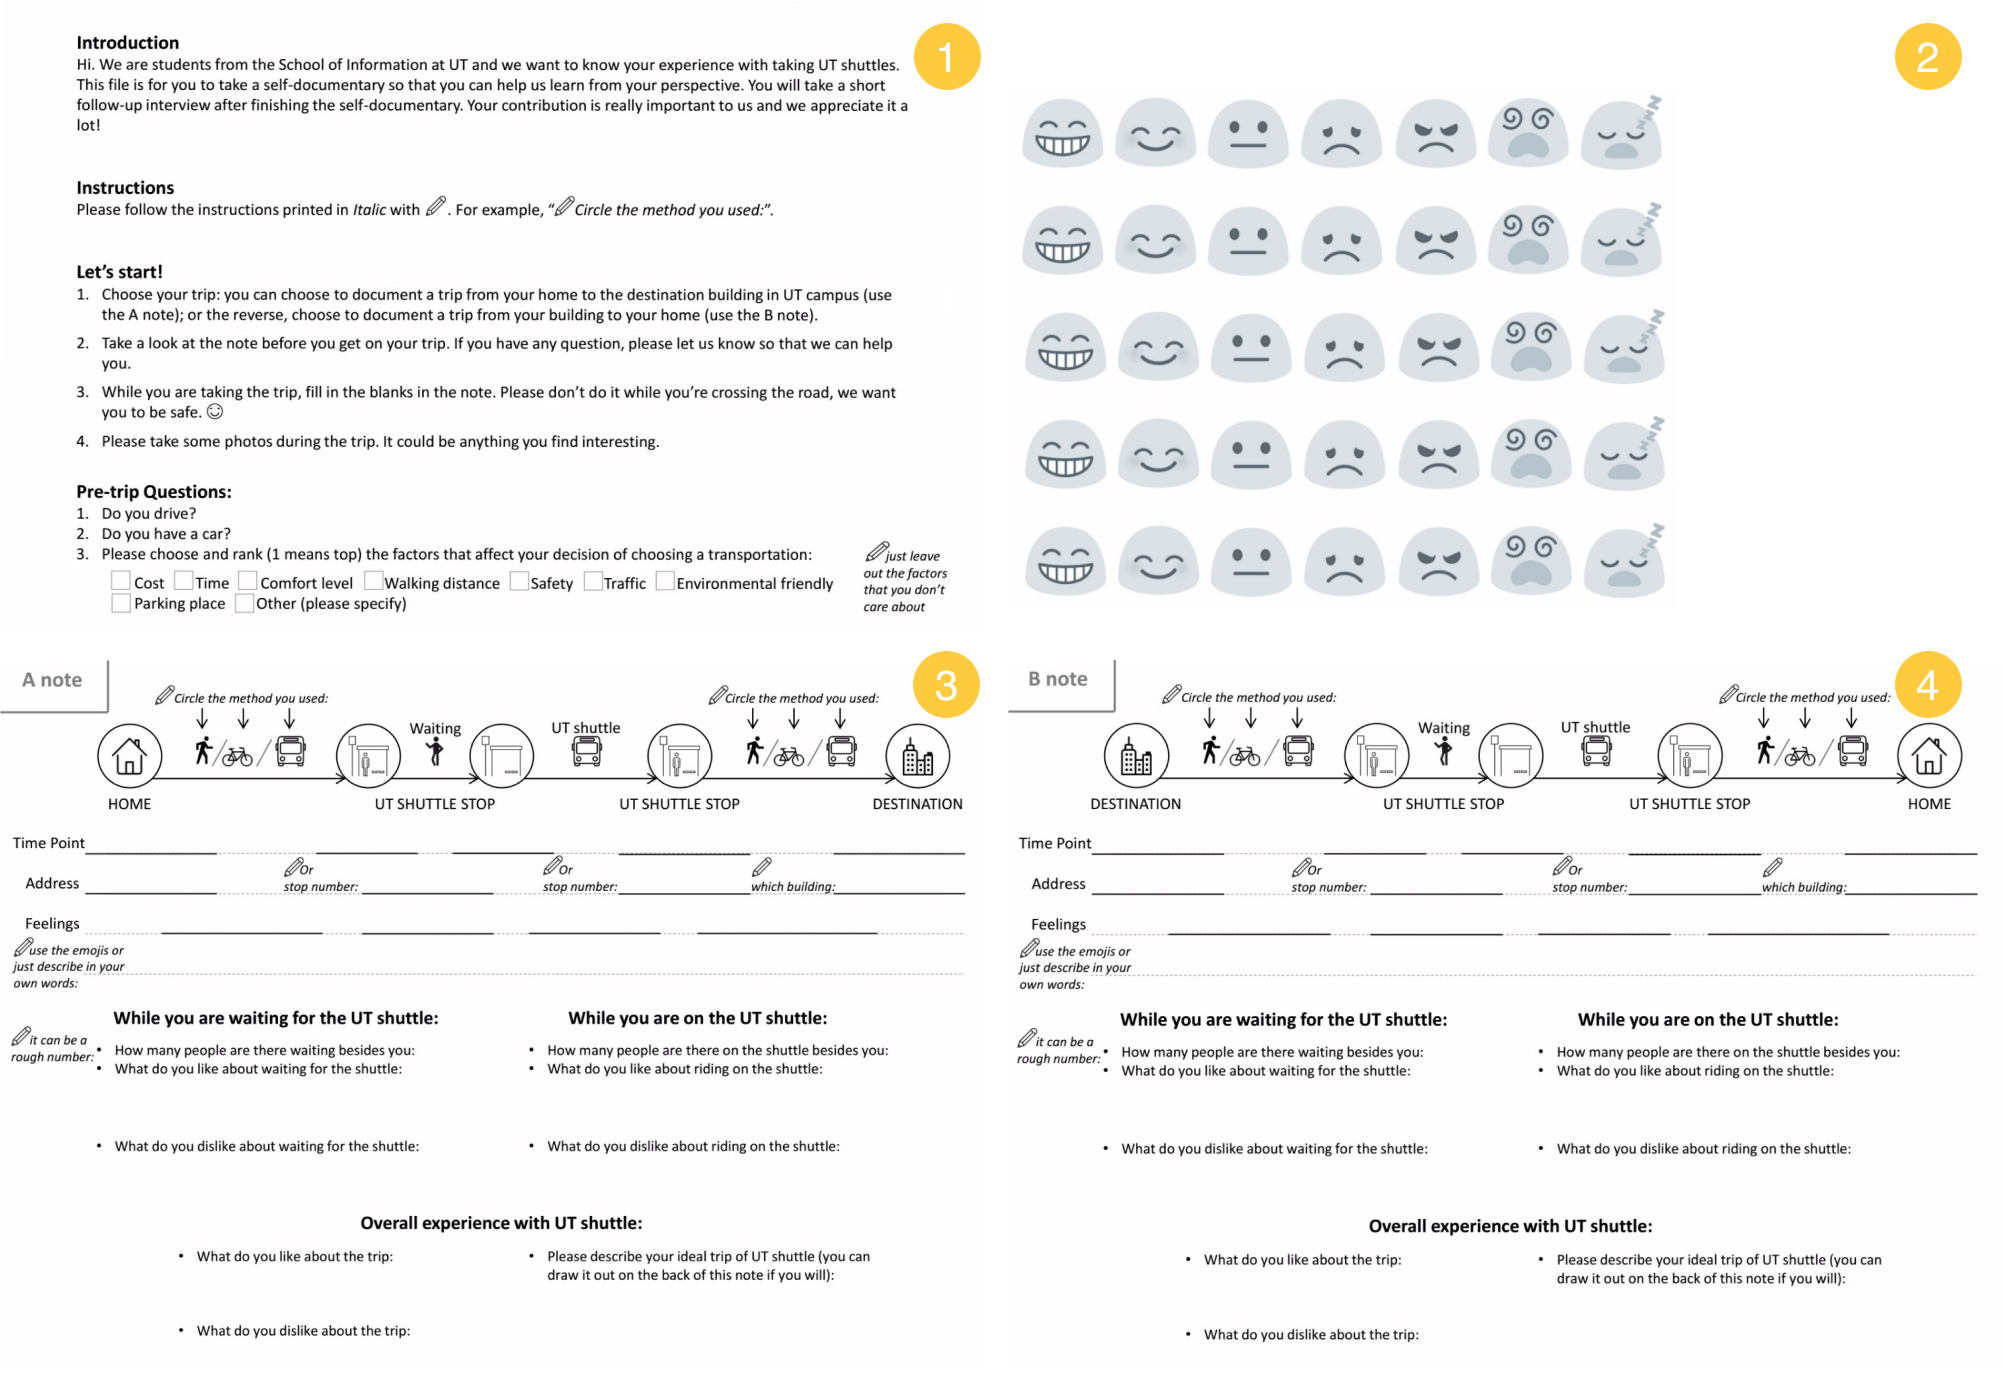 1
Introduction
Hi. We are students from the School of Information at UT and we want to know your experience with taking UT shuttles.
This file is for you to take a self-documentary so that you can help us learn from your perspective. You will take a short
follow-up interview after finishing the self-documentary. Your contribution is really important to us and we appreciate it a
lot!
Instructions
Please follow the instructions printed in Italic with . For example, “ Circle the method you used:”.
Let’s start!
1. Choose your trip: you can choose to document a trip from your home to the destination building in UT campus (use
the A note); or the reverse, choose to document a trip from your building to your home (use the B note).
2. Take a look at the note before you get on your trip. If you have any question, please let us know so that we can help
you.
3. While you are taking the trip, fill in the blanks in the note. Please don’t do it while you’re crossing the road, we want
you to be safe. ☺
4. Please take some photos during the trip. It could be anything you find interesting.
Pre-trip Questions:
1. Do you drive?
2. Do you have a car?
3. Please choose and rank (1 means top) the factors that affect your decision of choosing a transportation:
Cost Time Comfort level Walking distance Safety Traffic Environmental friendly
Parking place Other (please specify)
just leave
out the factors
that you don’t
care about
2
zzz
zzz
zzz
zzz
zzz
A note
3
Circle the method you used:
Circle the method you used:
Waiting
UT shuttle
HOME
UT SHUTTLE STOP
UT SHUTTLE STOP
DESTINATION
Time Point
Address
Or
stop number:
Or
stop number:
which building:
Feelings
use the emojis or
just describe in your
own words:
While you are waiting for the UT shuttle:
it can be a
rough number:
• How many people are there waiting besides you:
• What do you like about waiting for the shuttle:
• What do you dislike about waiting for the shuttle:
While you are on the UT shuttle:
• How many people are there on the shuttle besides you:
• What do you like about riding on the shuttle:
• What do you dislike about riding on the shuttle:
Overall experience with UT shuttle:
• What do you like about the trip:
• What do you dislike about the trip:
• Please describe your ideal trip of UT shuttle (you can
draw it out on the back of this note if you will):
B note
4
Circle the method you used:
Circle the method you used:
Waiting
UT shuttle
DESTINATION
UT SHUTTLE STOP
UT SHUTTLE STOP
HOME
Time Point
Address
Or
stop number:
Or
stop number:
which building:
Feelings
use the emojis or
just describe in your
own words:
While you are waiting for the UT shuttle:
it can be a
rough number:
• How many people are there waiting besides you:
• What do you like about waiting for the shuttle:
• What do you dislike about waiting for the shuttle:
While you are on the UT shuttle:
• How many people are there on the shuttle besides you:
• What do you like about riding on the shuttle:
• What do you dislike about riding on the shuttle:
Overall experience with UT shuttle:
• What do you like about the trip:
• What do you dislike about the trip:
• Please describe your ideal trip of UT shuttle (you can
draw it out on the back of this note if you will):